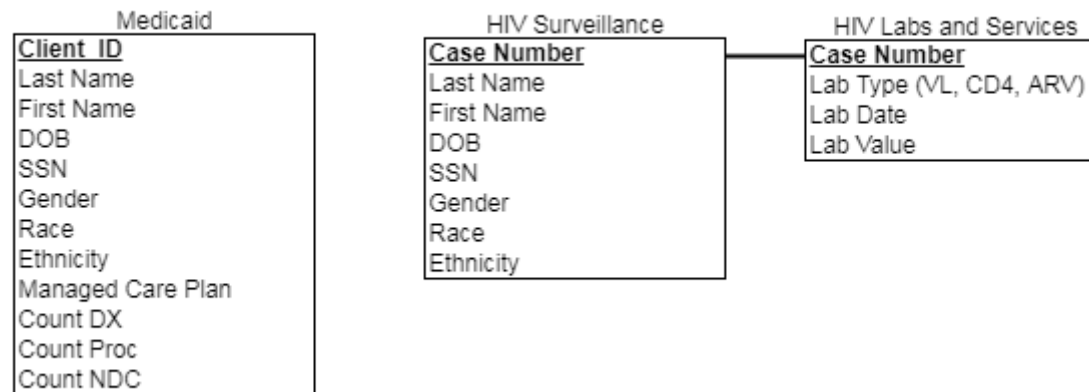 Medicaid
Client_ID
Last Name
First Name
DOB
SSN
Gender
Race
Ethnicity
Managed Care Plan
Count DX
Count Proc
Count NDC
HIV Surveillance
Case Number
Last Name
First Name
DOB
SSN
Gender
Race
Ethnicity
HIV Labs and Services
Case Number
Lab Type (VL, CD4, ARV)
Lab Date
Lab Value